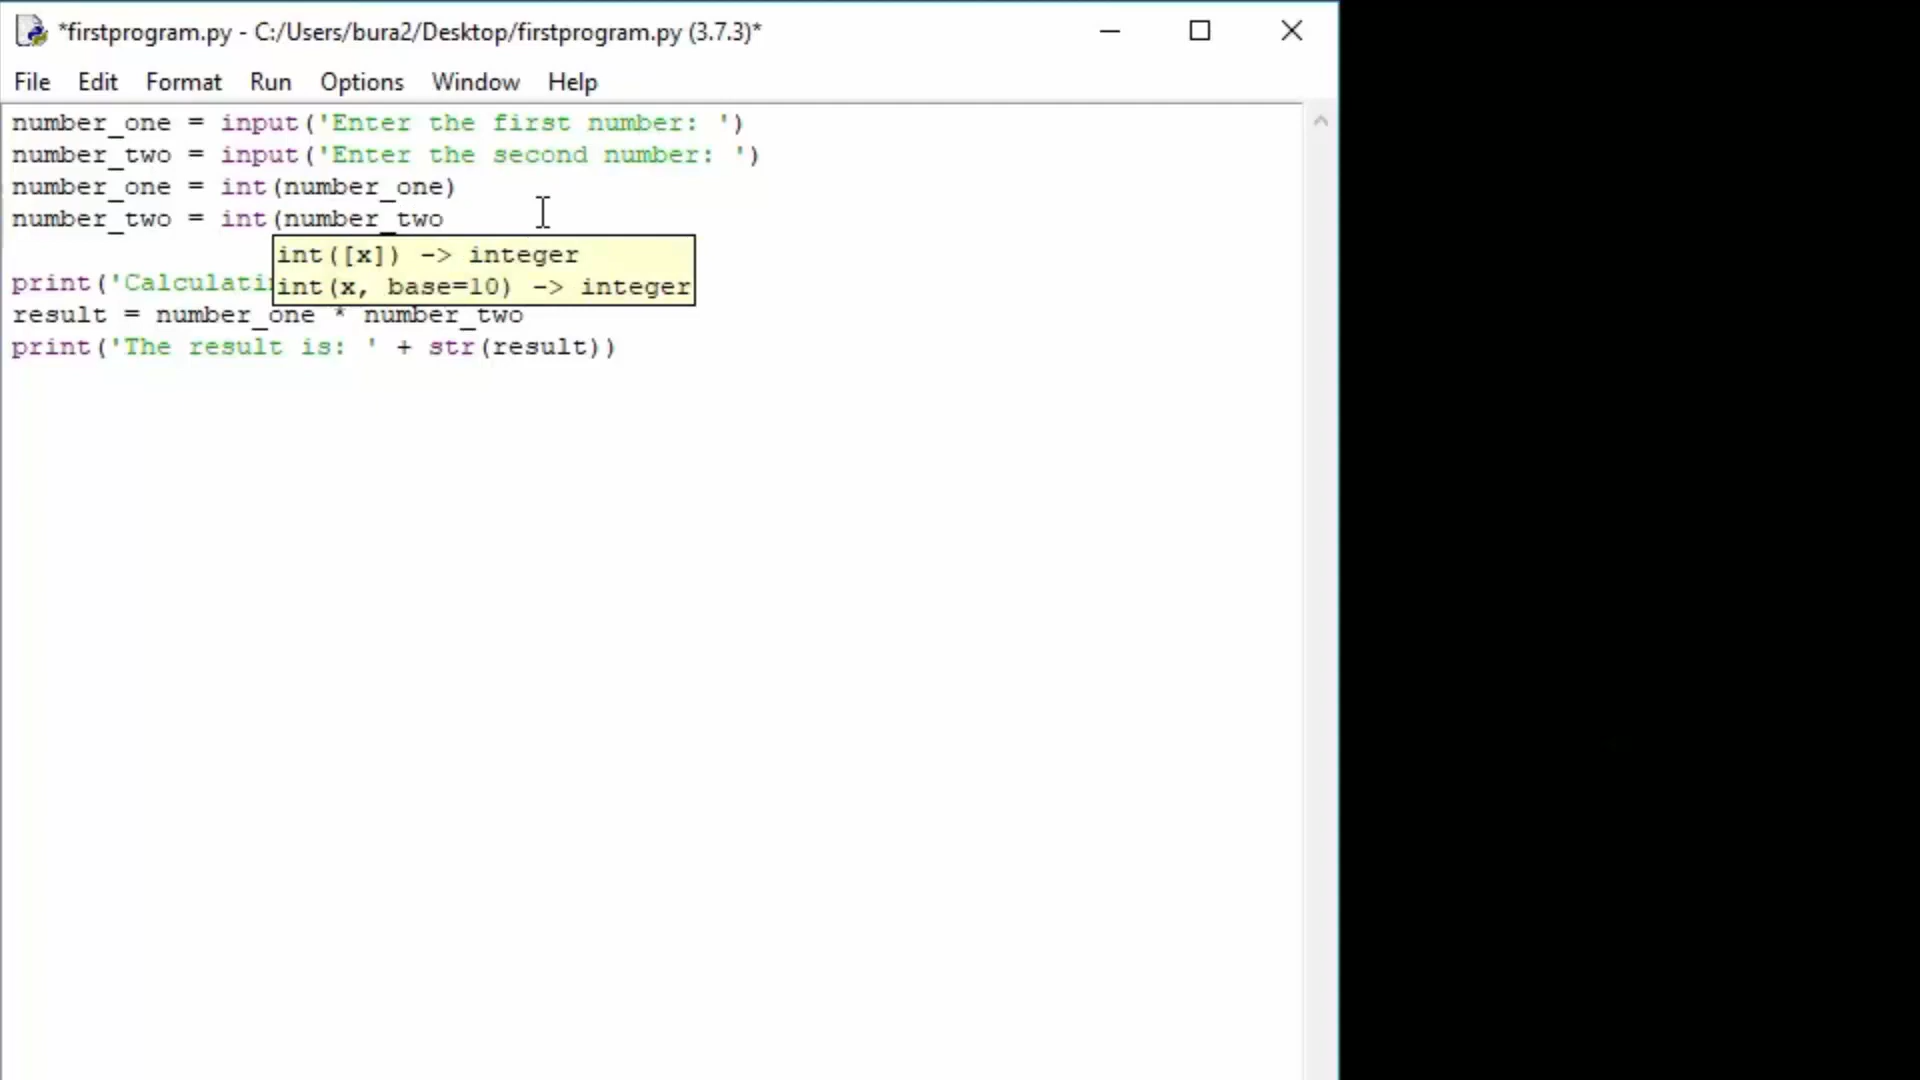 *firstprogram.py - C:/Users/bura2/Desktop/firstprogram.py (3.7.3)*
File Edit Format Run Options Window Help
number_one = input('Enter the first number: ')
number_two = input('Enter the second number: ')
number_one = int(number_one)
number_two = int(number_two
int([x]) -> integer
int(x, base=10) -> integer
print('Calculati
result = number_one * number_two
print('The result is: ' + str(result))